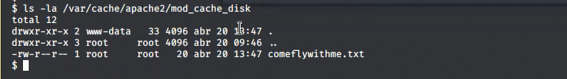 $ ls -la /var/cache/apache2/mod_cache_disk
total 12
drwxr-xr-x 2 www-data   33 4096 abr 20 13:47 .
drwxr-xr-x 3 root     root 4096 abr 20 09:46 ..
-rw-r--r-- 1 root     root   20 abr 20 13:47 comeflywithme.txt
$